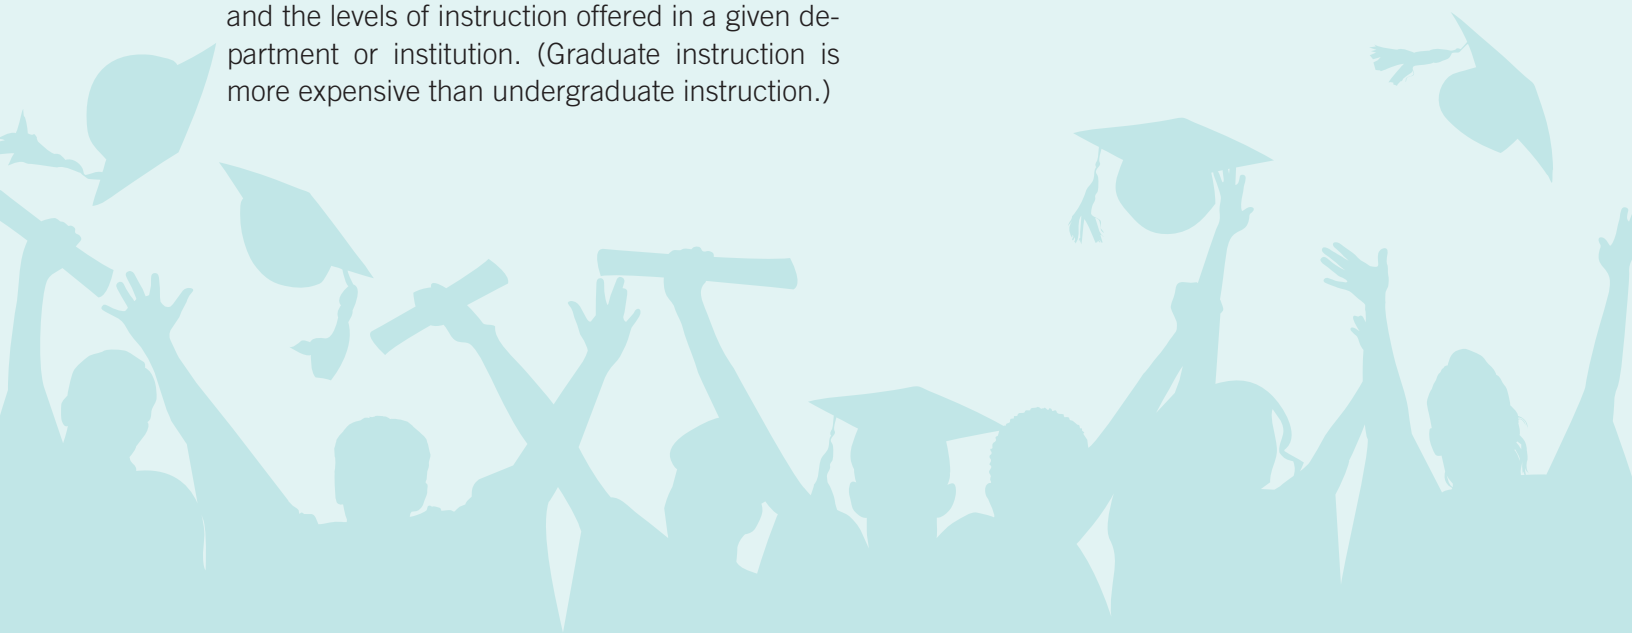 and the levels of instruction offered in a given de-
partment or institution. (Graduate instruction is
more expensive than undergraduate instruction.)